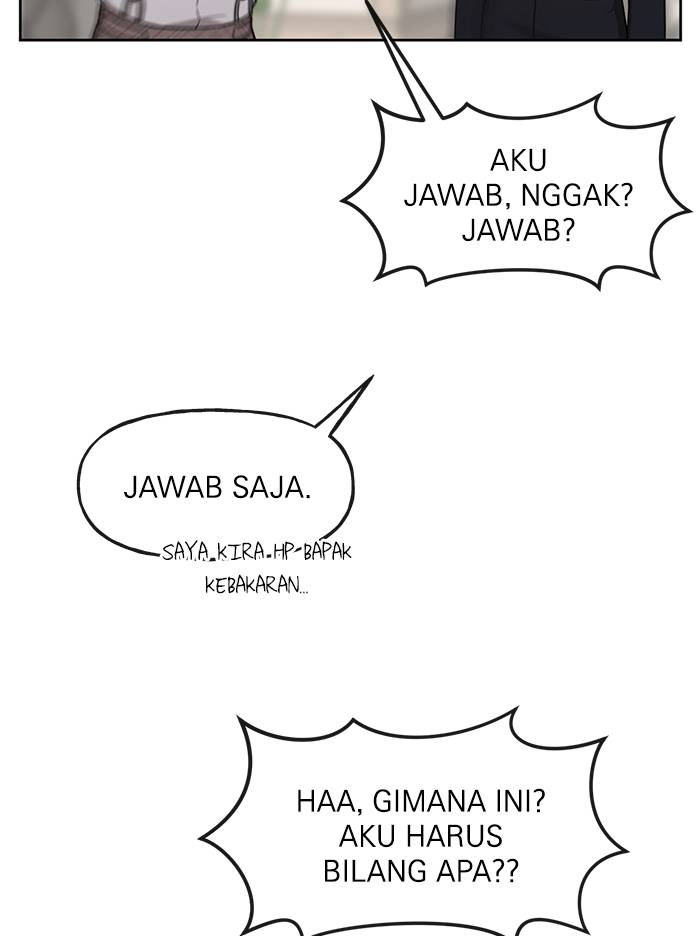 AKU
JAWAB, NGGAK?
JAWAB?
JAWAB SAJA.
SAYA KIRA HP BAPAK
KEBAKARAN...
HAA, GIMANA INI?
AKU HARUS
BILANG APA??